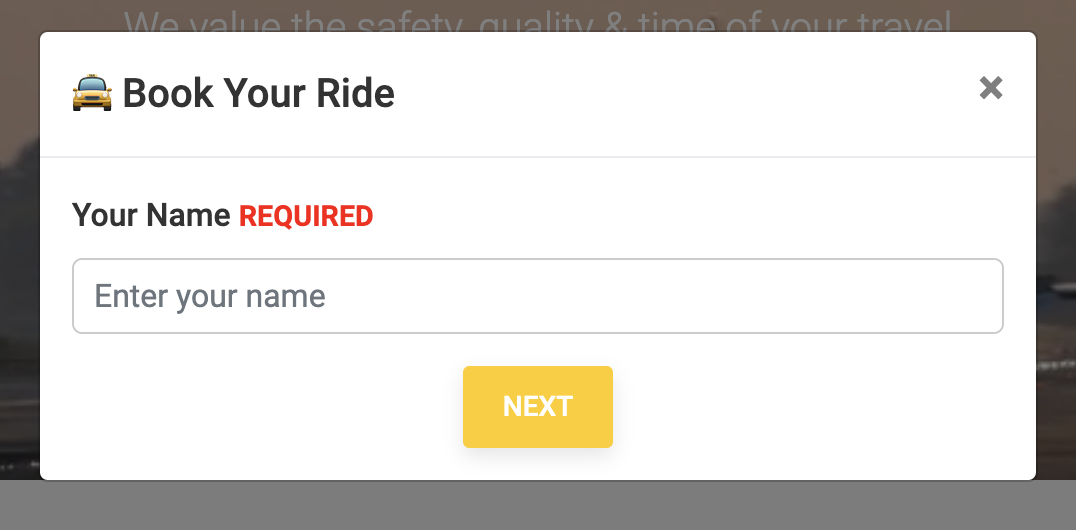 We value the safety, quality & time of your travel
🚖 Book Your Ride ×
Your Name REQUIRED
Enter your name
NEXT